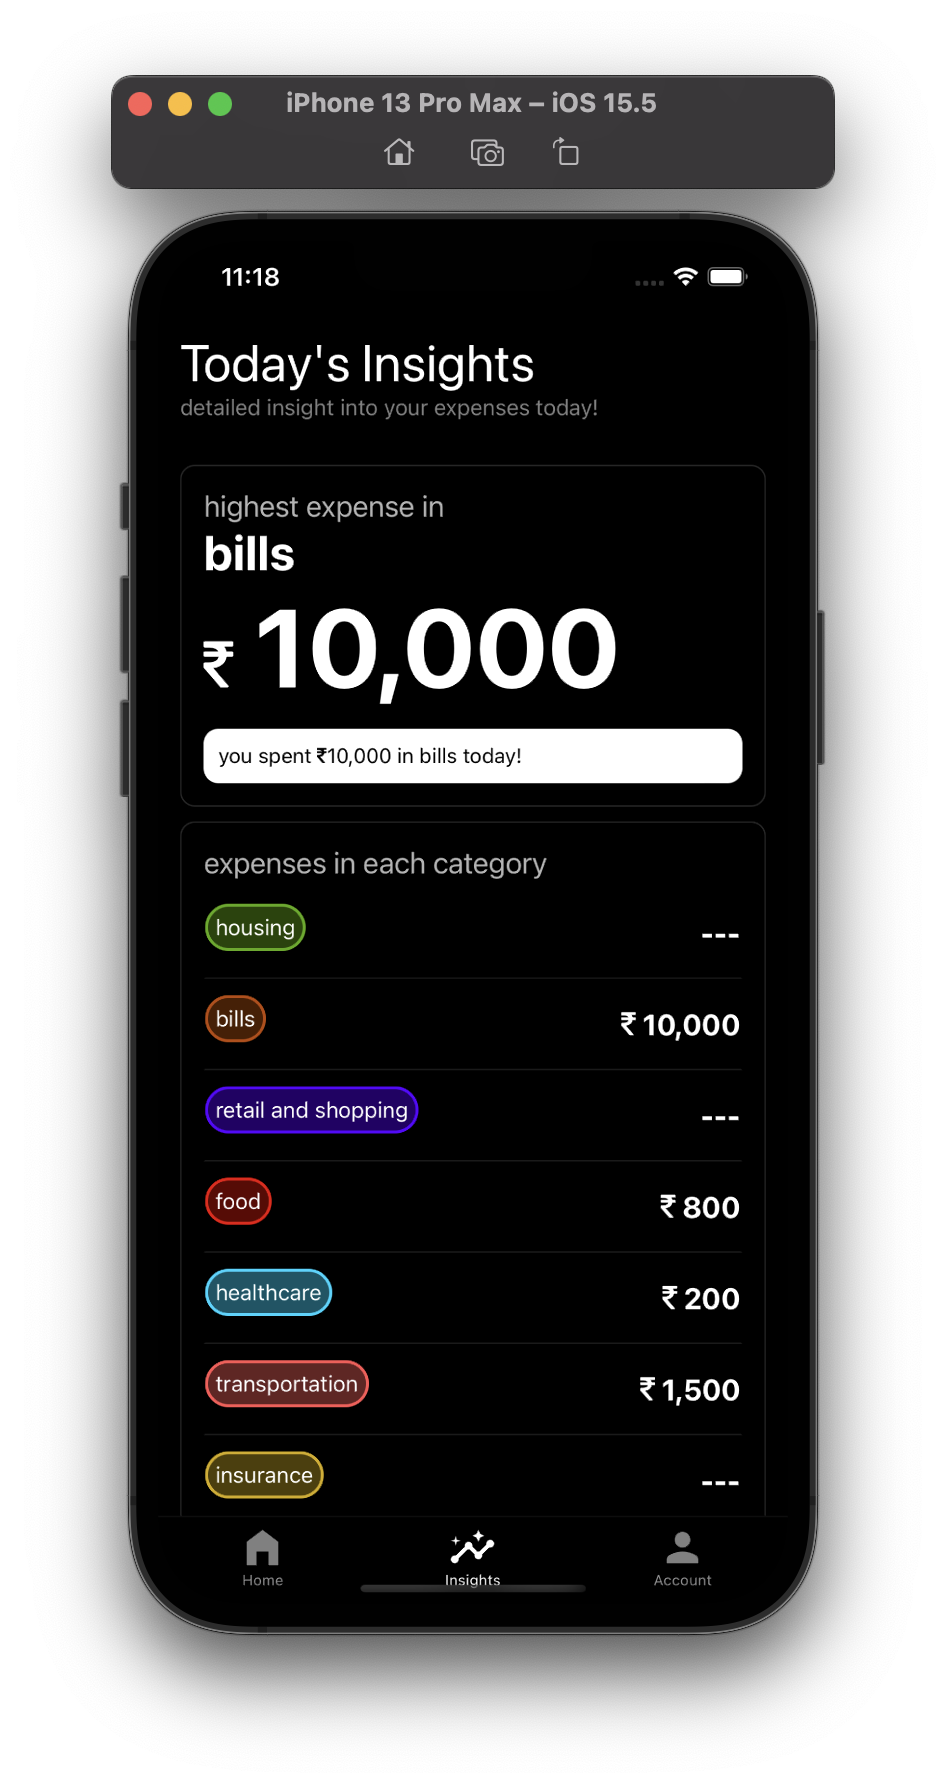 iPhone 13 Pro Max – iOS 15.5
11:18
Today's Insights
detailed insight into your expenses today!
highest expense in
bills
₹ 10,000
you spent ₹10,000 in bills today!
expenses in each category
housing ---
bills ₹ 10,000
retail and shopping ---
food ₹ 800
healthcare ₹ 200
transportation ₹ 1,500
insurance ---
Home Insights Account